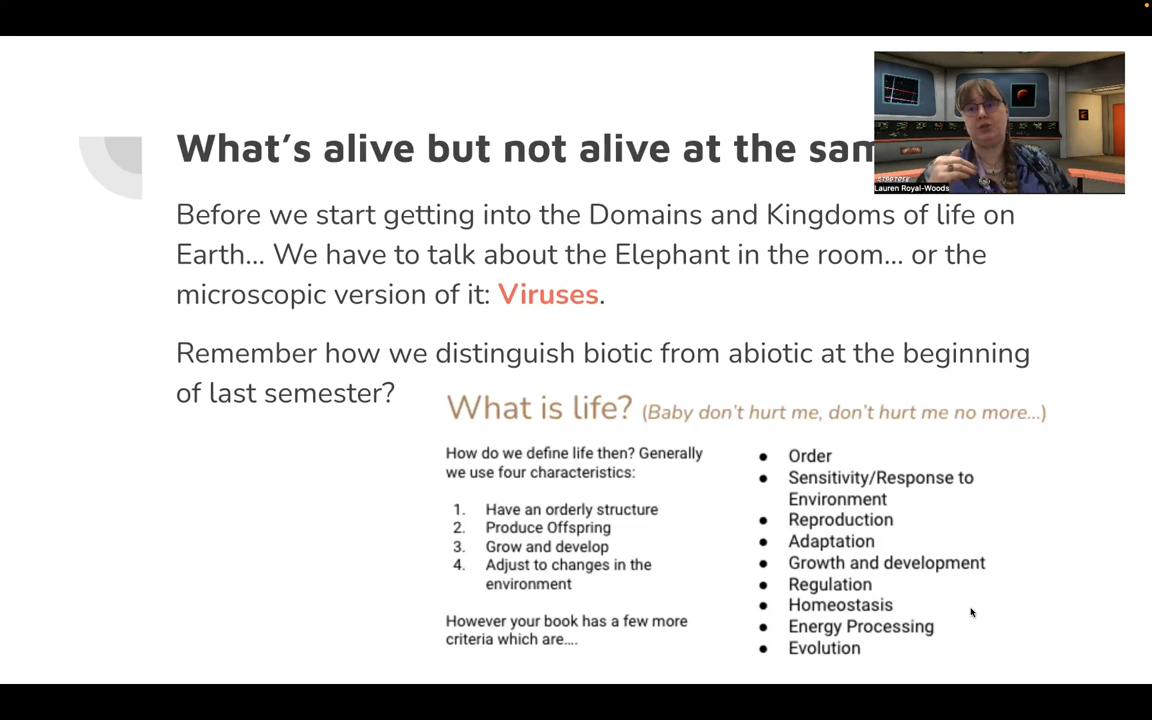 What's alive but not alive at the sam
Before we start getting into the Domains and Kingdoms of life on
Earth... We have to talk about the Elephant in the room... or the
microscopic version of it: Viruses.
Remember how we distinguish biotic from abiotic at the beginning
of last semester?
What is life? (Baby don't hurt me, don't hurt me no more...)
How do we define life then? Generally
we use four characteristics:
1. Have an orderly structure
2. Produce Offspring
3. Grow and develop
4. Adjust to changes in the
environment
However your book has a few more
criteria which are....
● Order
● Sensitivity/Response to
Environment
● Reproduction
● Adaptation
● Growth and development
● Regulation
● Homeostasis
● Energy Processing
● Evolution
STAR TREK
Lauren Royal-Woods